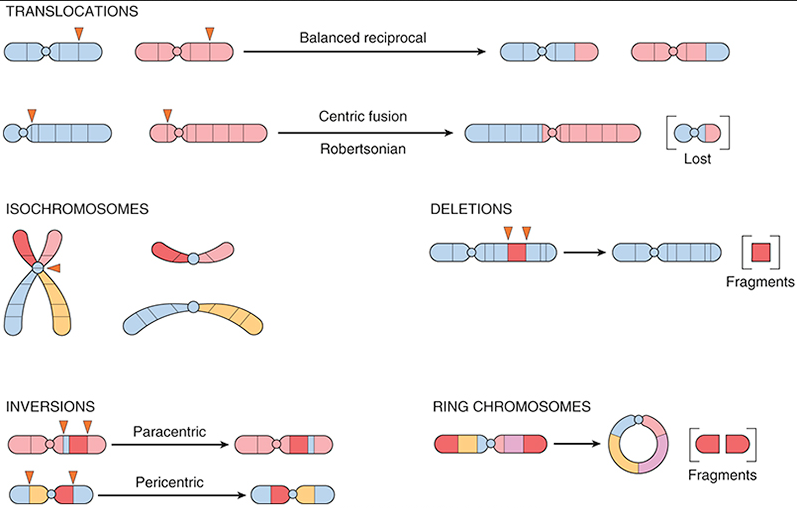 TRANSLOCATIONS
Balanced reciprocal
Centric fusion
Robertsonian
Lost
ISOCHROMOSOMES
DELETIONS
Fragments
INVERSIONS
Paracentric
Pericentric
RING CHROMOSOMES
Fragments